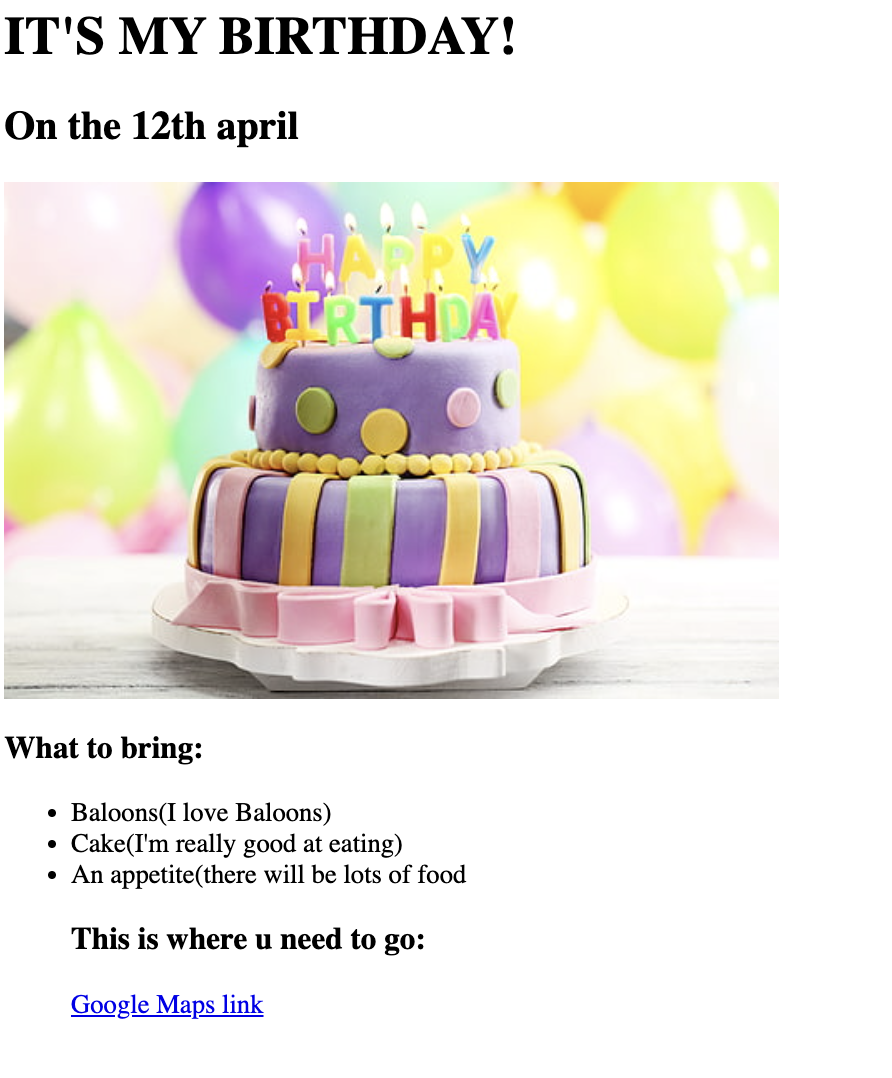 IT'S MY BIRTHDAY!
On the 12th april
HAPPY
BIRTHDAY
What to bring:
Baloons(I love Baloons)
Cake(I'm really good at eating)
An appetite(there will be lots of food
This is where u need to go:
Google Maps link